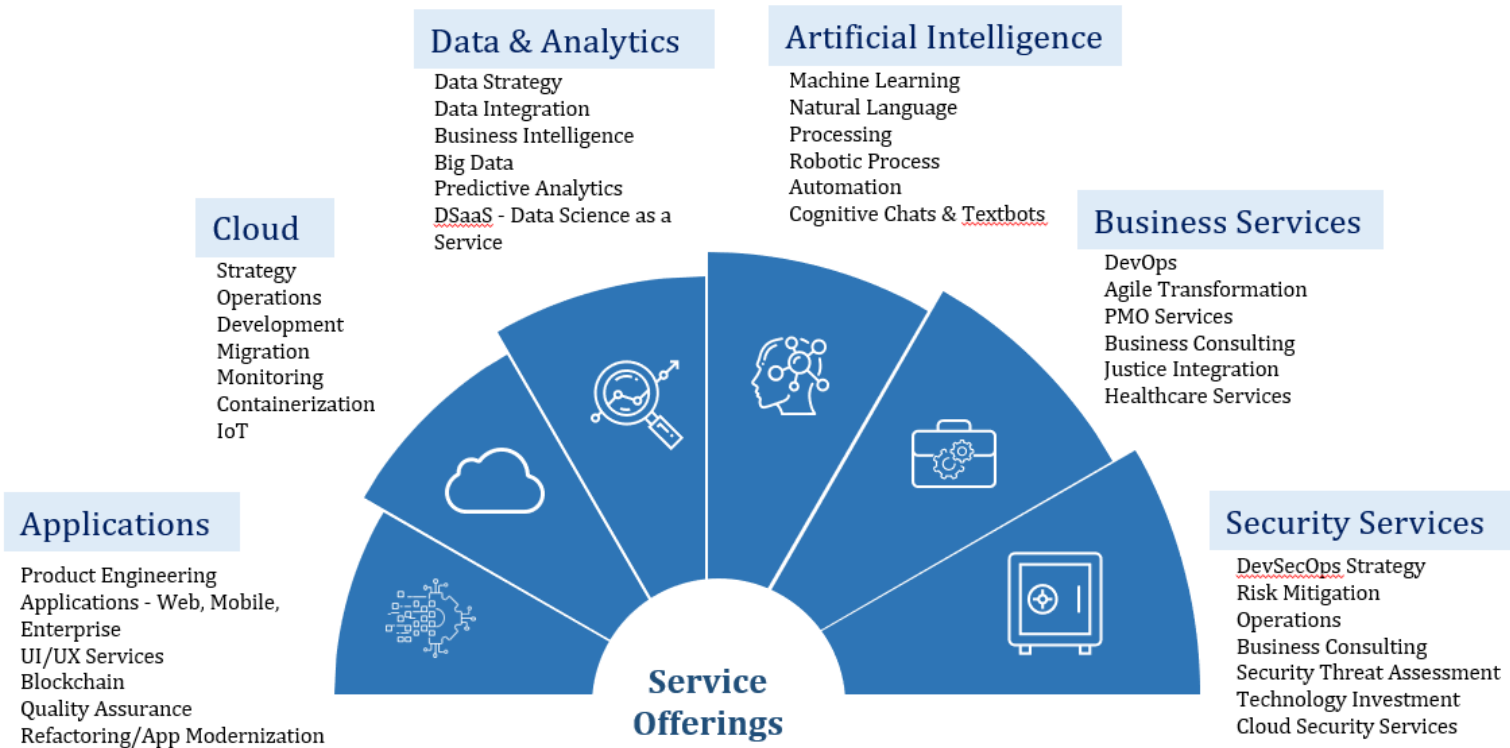 Data & Analytics
Data Strategy
Data Integration
Business Intelligence
Big Data
Predictive Analytics
DSaaS - Data Science as a
Service
Artificial Intelligence
Machine Learning
Natural Language
Processing
Robotic Process
Automation
Cognitive Chats & Textbots
Cloud
Strategy
Operations
Development
Migration
Monitoring
Containerization
IoT
Business Services
DevOps
Agile Transformation
PMO Services
Business Consulting
Justice Integration
Healthcare Services
Applications
Product Engineering
Applications - Web, Mobile,
Enterprise
UI/UX Services
Blockchain
Quality Assurance
Refactoring/App Modernization
Security Services
DevSecOps Strategy
Risk Mitigation
Operations
Business Consulting
Security Threat Assessment
Technology Investment
Cloud Security Services
Service
Offerings